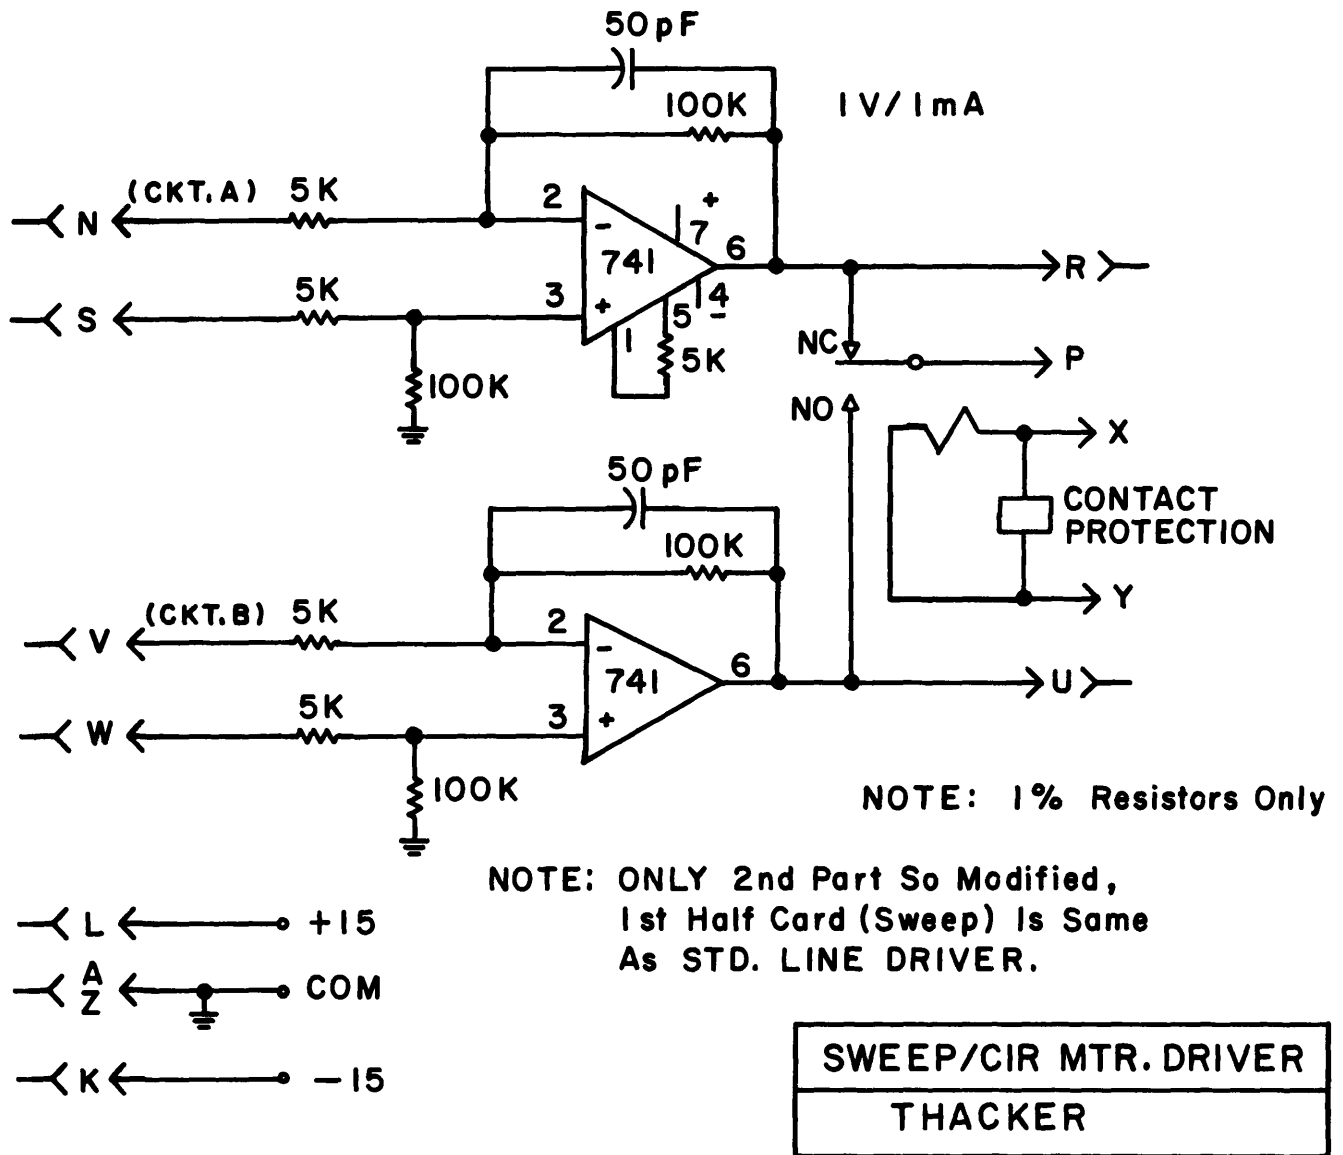 50pF
100K
1V/1mA
(CKT. A)
5K
N
2
-
+
7
741
6
R
5K
S
3
+
4
-
5
1
5K
100K
NC
P
NO
X
CONTACT
PROTECTION
Y
50pF
100K
(CKT. B)
5K
V
2
-
741
6
U
5K
W
3
+
100K
NOTE: 1% Resistors Only
NOTE: ONLY 2nd Part So Modified,
1st Half Card (Sweep) Is Same
As STD. LINE DRIVER.
L
+15
A
Z
COM
K
-15
SWEEP/CIR MTR. DRIVER
THACKER